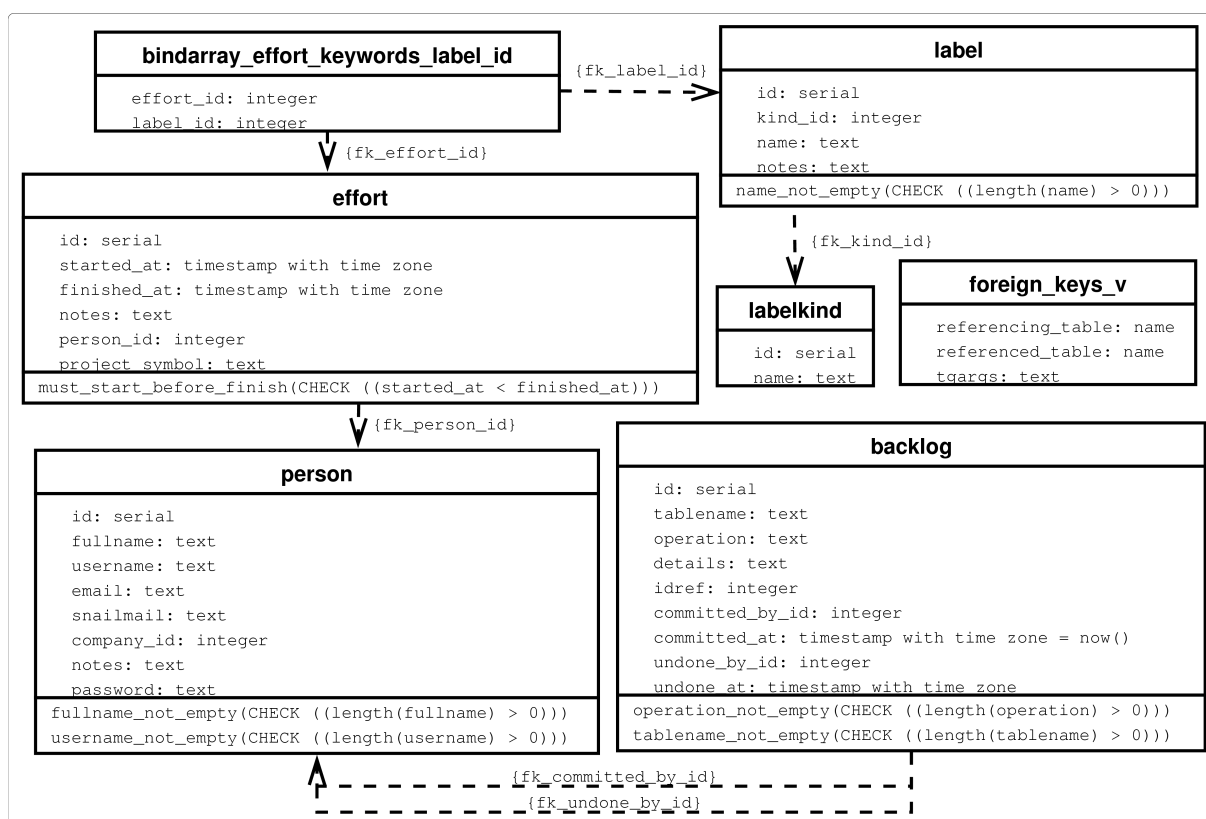 bindarray_effort_keywords_label_id
effort_id: integer
label_id: integer
{fk_label_id}
label
id: serial
kind_id: integer
name: text
notes: text
name_not_empty(CHECK ((length(name) > 0)))
{fk_effort_id}
effort
id: serial
started_at: timestamp with time zone
finished_at: timestamp with time zone
notes: text
person_id: integer
project_symbol: text
must_start_before_finish(CHECK ((started_at < finished_at)))
{fk_kind_id}
labelkind
id: serial
name: text
foreign_keys_v
referencing_table: name
referenced_table: name
tgargs: text
{fk_person_id}
person
id: serial
fullname: text
username: text
email: text
snailmail: text
company_id: integer
notes: text
password: text
fullname_not_empty(CHECK ((length(fullname) > 0)))
username_not_empty(CHECK ((length(username) > 0)))
backlog
id: serial
tablename: text
operation: text
details: text
idref: integer
committed_by_id: integer
committed_at: timestamp with time zone = now()
undone_by_id: integer
undone_at: timestamp with time zone
operation_not_empty(CHECK ((length(operation) > 0)))
tablename_not_empty(CHECK ((length(tablename) > 0)))
{fk_committed_by_id}
{fk_undone_by_id}